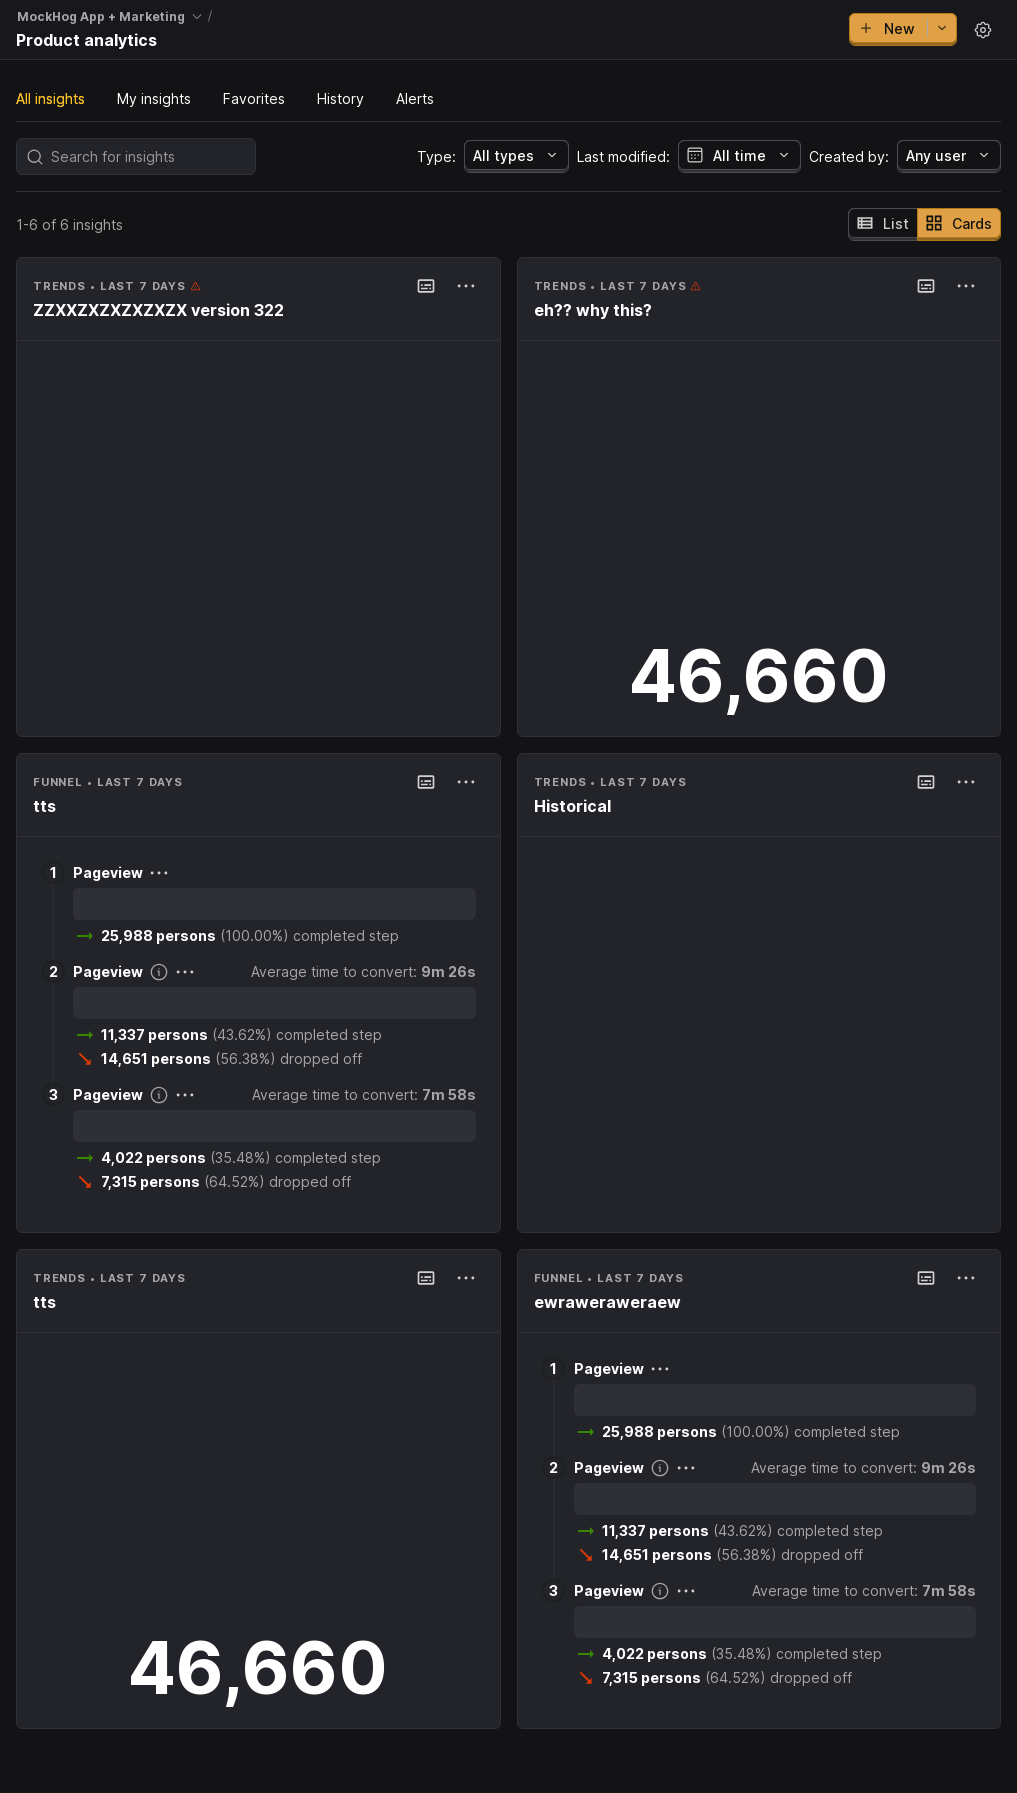 MockHog App + Marketing /
Product analytics
New
All insights
My insights
Favorites
History
Alerts
Search for insights
Type: All types
Last modified: All time
Created by: Any user
1-6 of 6 insights
List
Cards
TRENDS • LAST 7 DAYS
ZZXXZXZXZXZXZX version 322
TRENDS • LAST 7 DAYS
eh?? why this?
46,660
FUNNEL • LAST 7 DAYS
tts
1 Pageview
25,988 persons (100.00%) completed step
2 Pageview Average time to convert: 9m 26s
11,337 persons (43.62%) completed step
14,651 persons (56.38%) dropped off
3 Pageview Average time to convert: 7m 58s
4,022 persons (35.48%) completed step
7,315 persons (64.52%) dropped off
TRENDS • LAST 7 DAYS
Historical
TRENDS • LAST 7 DAYS
tts
46,660
FUNNEL • LAST 7 DAYS
ewraweraweraew
1 Pageview
25,988 persons (100.00%) completed step
2 Pageview Average time to convert: 9m 26s
11,337 persons (43.62%) completed step
14,651 persons (56.38%) dropped off
3 Pageview Average time to convert: 7m 58s
4,022 persons (35.48%) completed step
7,315 persons (64.52%) dropped off